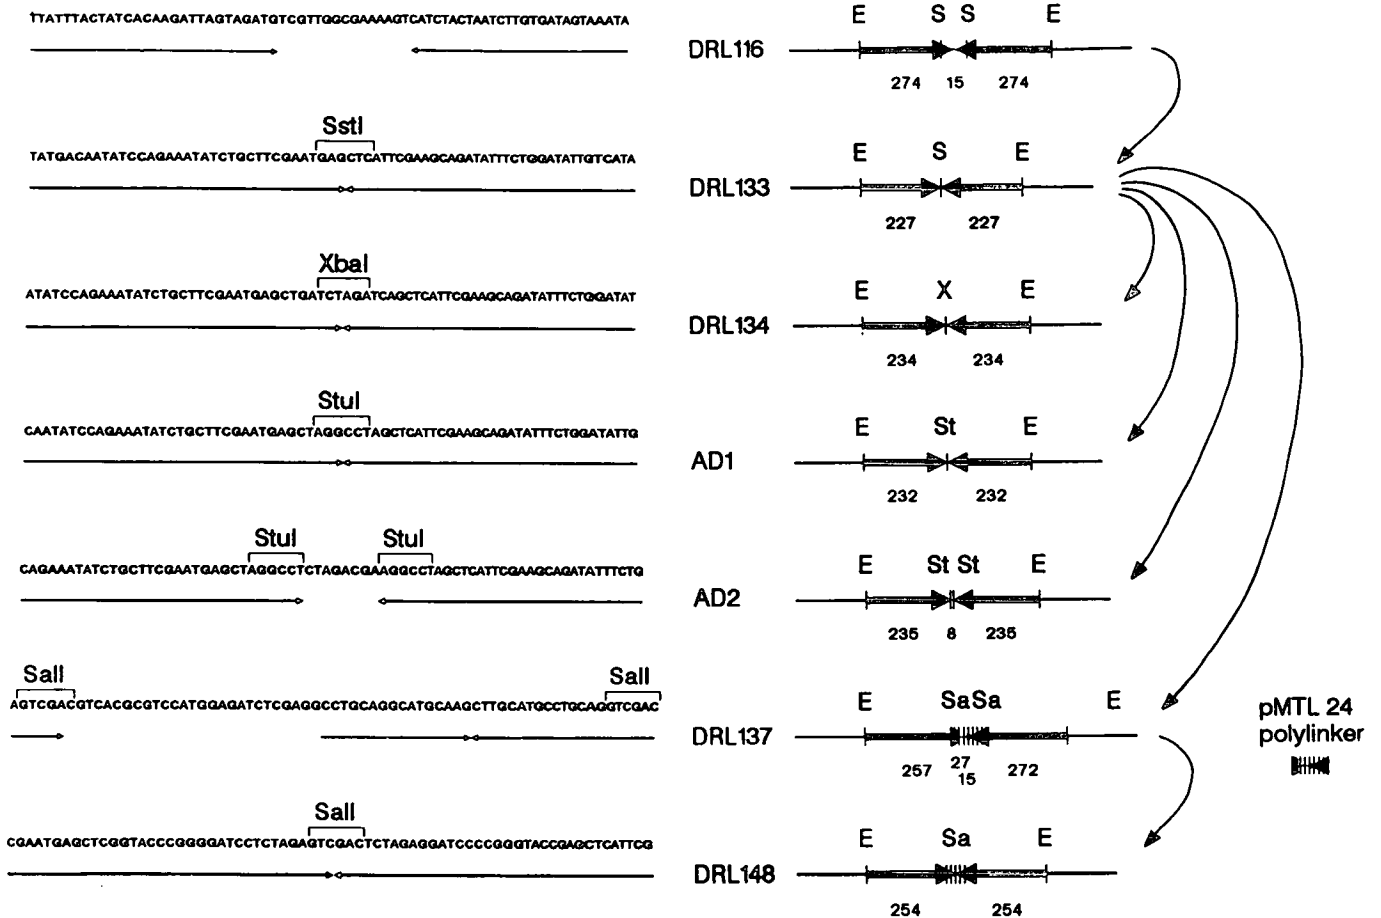 TTATTTACTATCACAAGATTAGTAGATGTCGTTGGCGAAAAGTCATCTACTAATCTTGTGATAGTAAATA
E S S E
DRL116
274 15 274
SstI
TATGACAATATCCAGAAATATCTGCTTCGAATGAGCTCATTCGAAGCAGATATTTCTGGATATTGTCATA
E S E
DRL133
227 227
XbaI
ATATCCAGAAATATCTGCTTCGAATGAGCTGATCTAGATCAGCTCATTCGAAGCAGATATTTCTGGATAT
E X E
DRL134
234 234
StuI
CAATATCCAGAAATATCTGCTTCGAATGAGCTAGGCCTAGCTCATTCGAAGCAGATATTTCTGGATATTG
E St E
AD1
232 232
StuI StuI
CAGAAATATCTGCTTCGAATGAGCTAGGCCTCTAGACGAAGGCCTAGCTCATTCGAAGCAGATATTTCTG
E St St E
AD2
235 8 235
SalI SalI
AGTCGACGTCACGCGTCCATGGAGATCTCGAGGCCTGCAGGCATGCAAGCTTGCATGCCTGCAGGTCGAC
E Sa Sa E
DRL137
257 27 15 272
pMTL 24
polylinker
SalI
CGAATGAGCTCGGTACCCGGGGATCCTCTAGAGTCGACTCTAGAGGATCCCCGGGTACCGAGCTCATTCG
E Sa E
DRL148
254 254